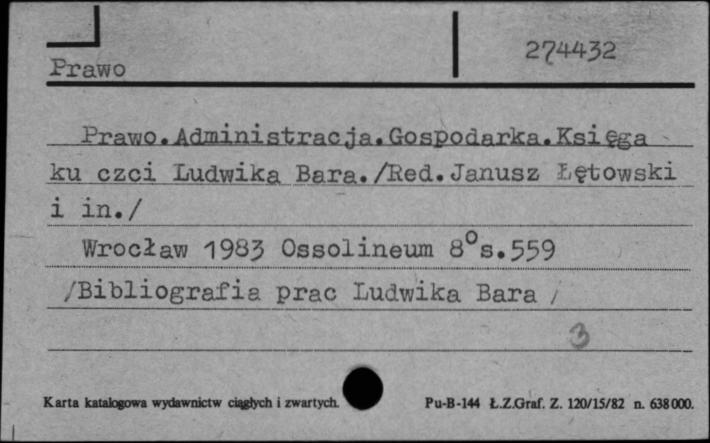 274432
Prawo
Prawo.Administracja.Gospodarka.Księga
ku czci Ludwika Bara./Red.Janusz Łętowski
i in./
Wrocław 1983 Ossolineum 8°s.559
/Bibliografia prac Ludwika Bara /
3
Karta katalogowa wydawnictw ciągłych i zwartych. Pu-B-144 Ł.Z.Graf. Z. 120/15/82 n. 638000.